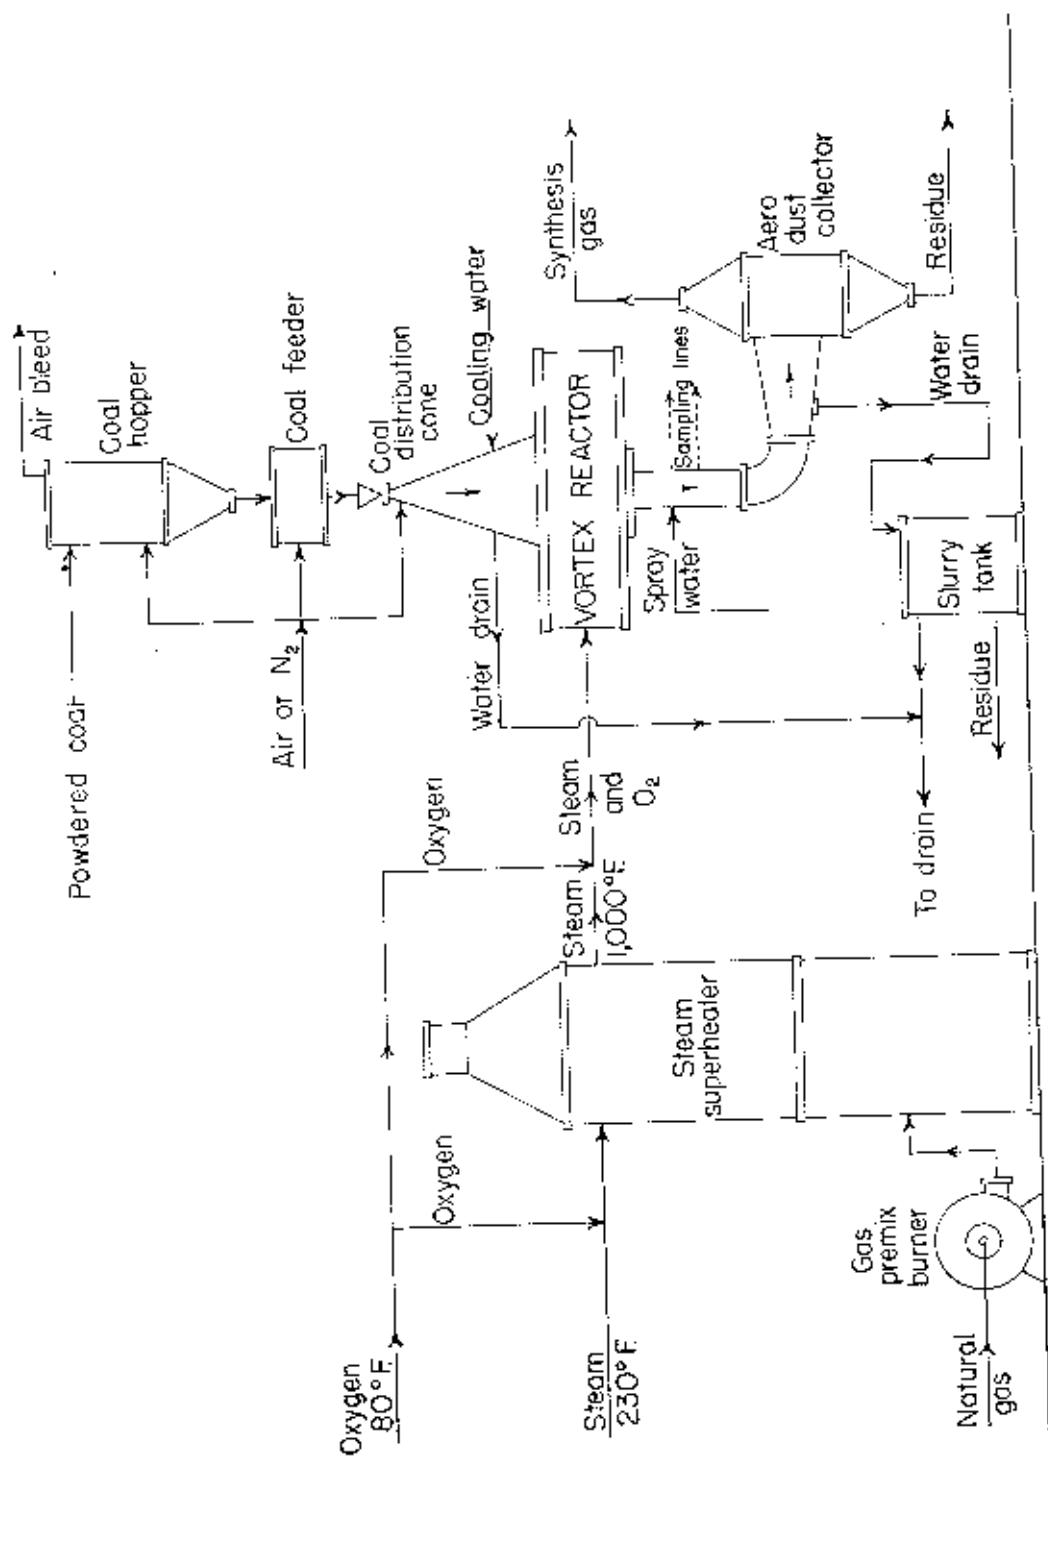 Air bleed
Coal
hopper
Powdered coal
Coal feeder
Air or N₂
Coal
distribution
cone
Cooling water
Oxygen
80°F.
Oxygen
Oxygen
Water drain
VORTEX REACTOR
Synthesis
gas
Steam
230°F.
Steam
1,000°F.
Steam
and
O₂
Spray
water
Sampling lines
Aero
dust
collector
Steam
superheater
Residue
Water
drain
Slurry
tank
To drain
Residue
Gas
premix
burner
Natural
gas